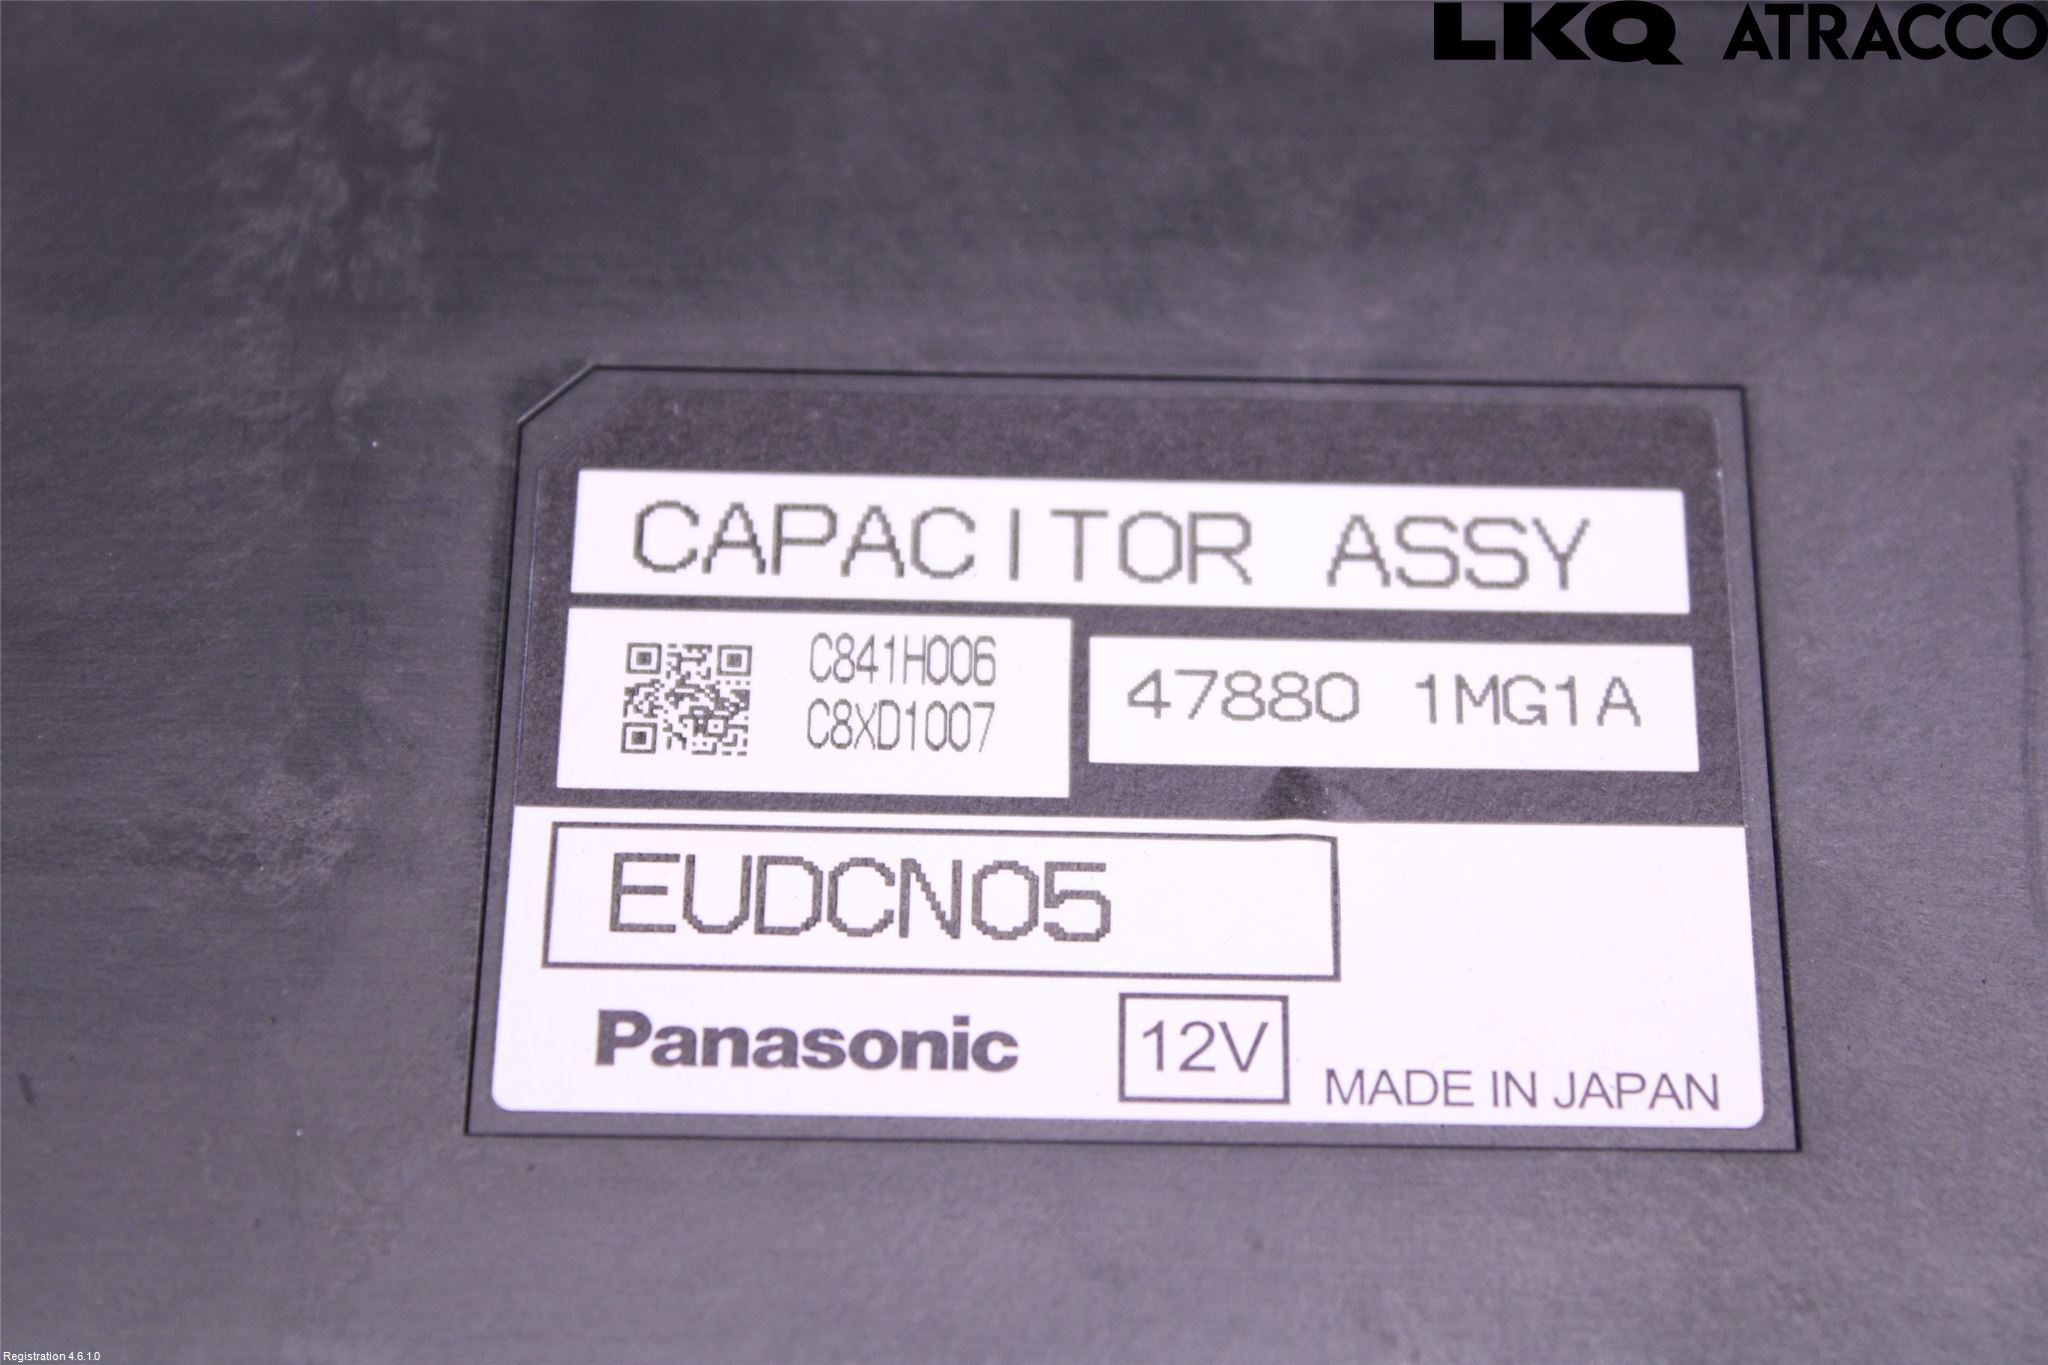 LKQ ATRACCO
CAPACITOR ASSY
C841H006
C8XD1007
47880 1MG1A
EUDCN05
Panasonic
12V
MADE IN JAPAN
Registration 4.6.1.0